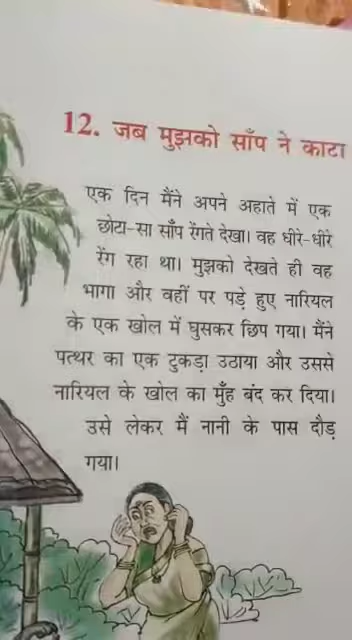 12. जब मुझको साँप ने काटा
एक दिन मैंने अपने अहाते में एक
छोटा-सा साँप रेंगते देखा। वह धीरे-धीरे
रेंग रहा था। मुझको देखते ही वह
भागा और वहीं पर पड़े हुए नारियल
के एक खोल में घुसकर छिप गया। मैंने
पत्थर का एक टुकड़ा उठाया और उससे
नारियल के खोल का मुँह बंद कर दिया।
उसे लेकर मैं नानी के पास दौड़
गया।